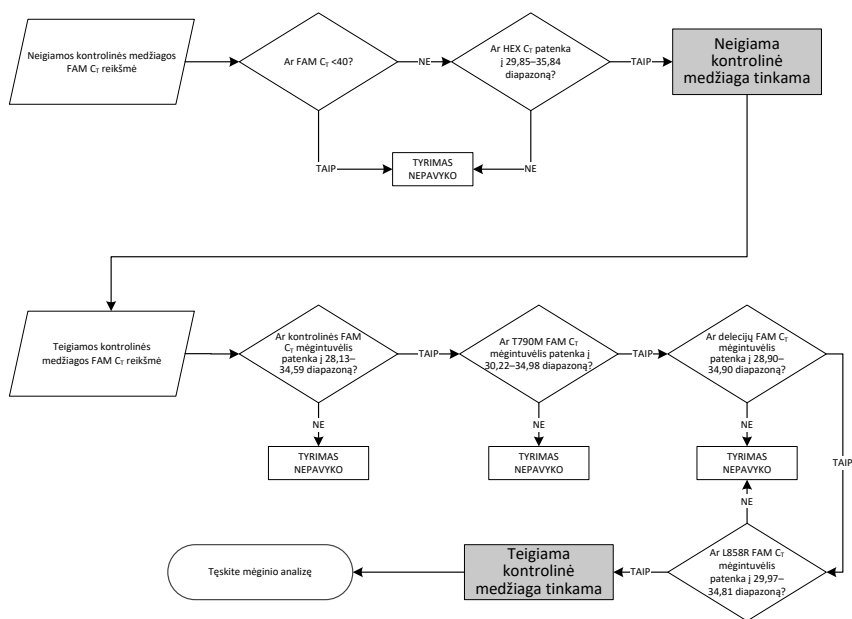 Neigiamos kontrolinės medžiagos
FAM CT reikšmė
Ar FAM CT <40?
NE
Ar HEX CT patenka
į 29,85–35,84
diapazoną?
TAIP
Neigiama
kontrolinė
medžiaga tinkama
TAIP
TYRIMAS
NEPAVYKO
NE
Teigiamos kontrolinės
medžiagos FAM CT reikšmė
Ar kontrolinės FAM
CT mėgintuvėlis
patenka į 28,13–
34,59 diapazoną?
TAIP
Ar T790M FAM CT
mėgintuvėlis patenka į
30,22–34,98 diapazoną?
TAIP
Ar delecijų FAM CT
mėgintuvėlis
patenka į 28,90–
34,90 diapazoną?
NE
NE
NE
TYRIMAS
NEPAVYKO
TYRIMAS
NEPAVYKO
TYRIMAS
NEPAVYKO
TAIP
NE
Ar L858R FAM CT
mėgintuvėlis
patenka į 29,97–
34,81 diapazoną?
TAIP
Teigiama
kontrolinė
medžiaga tinkama
Tęskite mėginio analizę